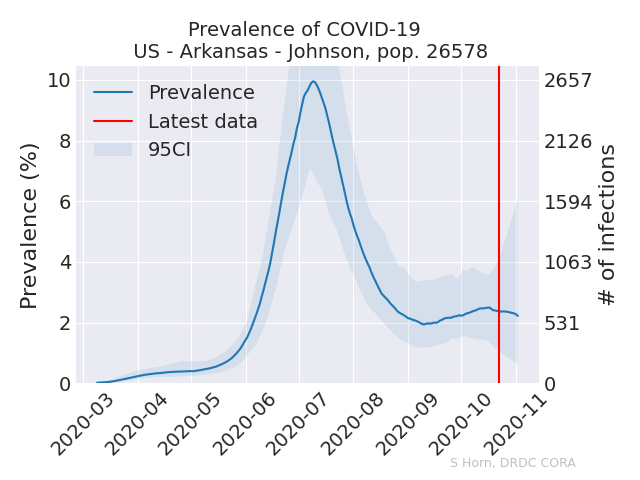 Prevalence of COVID-19
US - Arkansas - Johnson, pop. 26578
Prevalence
Latest data
95CI
Prevalence (%)
10
8
6
4
2
0
2657
2126
1594
1063
531
0
# of infections
2020-03
2020-04
2020-05
2020-06
2020-07
2020-08
2020-09
2020-10
2020-11
S Horn, DRDC CORA